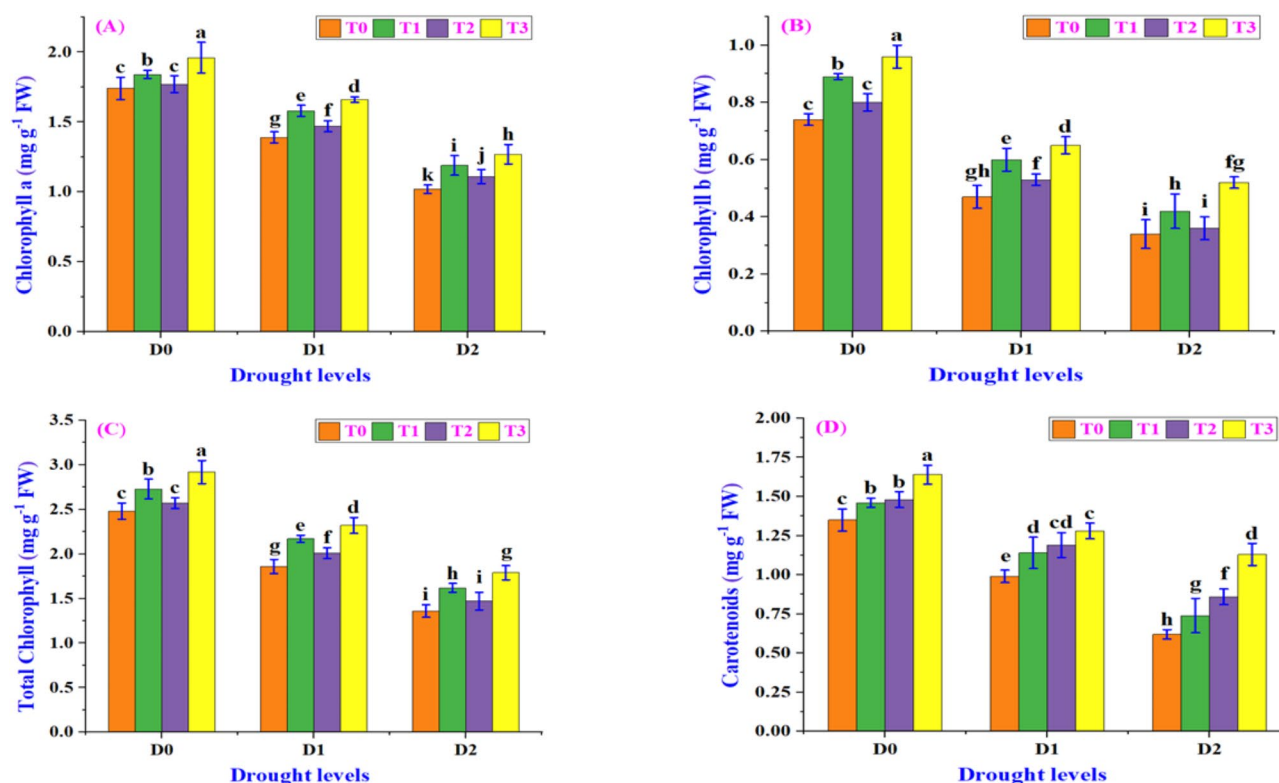 (A)
T0 T1 T2 T3
Chlorophyll a (mg g⁻¹ FW)
2.0
1.5
1.0
0.5
0.0
c b c a
g e f d
k i j h
D0 D1 D2
Drought levels
(B)
T0 T1 T2 T3
Chlorophyll b (mg g⁻¹ FW)
1.0
0.8
0.6
0.4
0.2
0.0
c b c a
gh e f d
i h i fg
D0 D1 D2
Drought levels
(C)
T0 T1 T2 T3
Total Chlorophyll (mg g⁻¹ FW)
3.5
3.0
2.5
2.0
1.5
1.0
0.5
0.0
c b c a
g e f d
i h i g
D0 D1 D2
Drought levels
(D)
T0 T1 T2 T3
Carotenoids (mg g⁻¹ FW)
2.00
1.75
1.50
1.25
1.00
0.75
0.50
0.25
0.00
c b b a
e d cd c
h g f d
D0 D1 D2
Drought levels